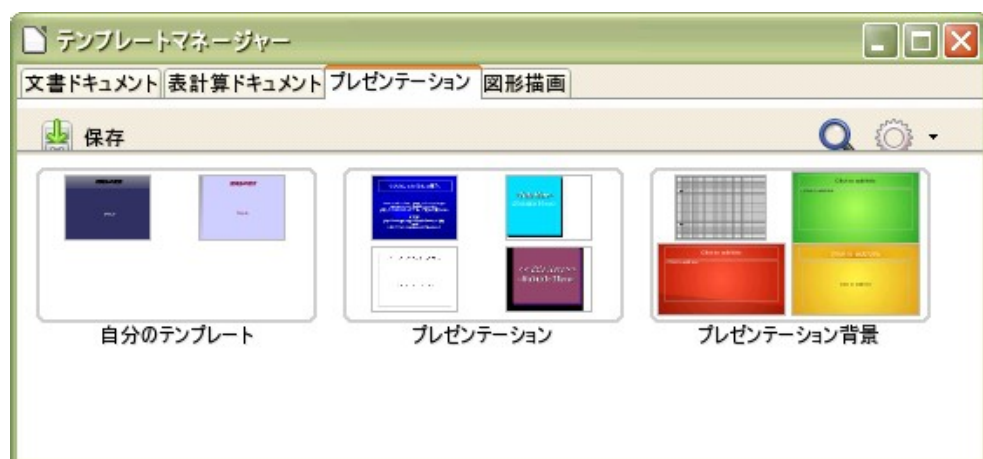 テンプレートマネージャー
文書ドキュメント 表計算ドキュメント プレゼンテーション 図形描画
保存
自分のテンプレート プレゼンテーション プレゼンテーション背景